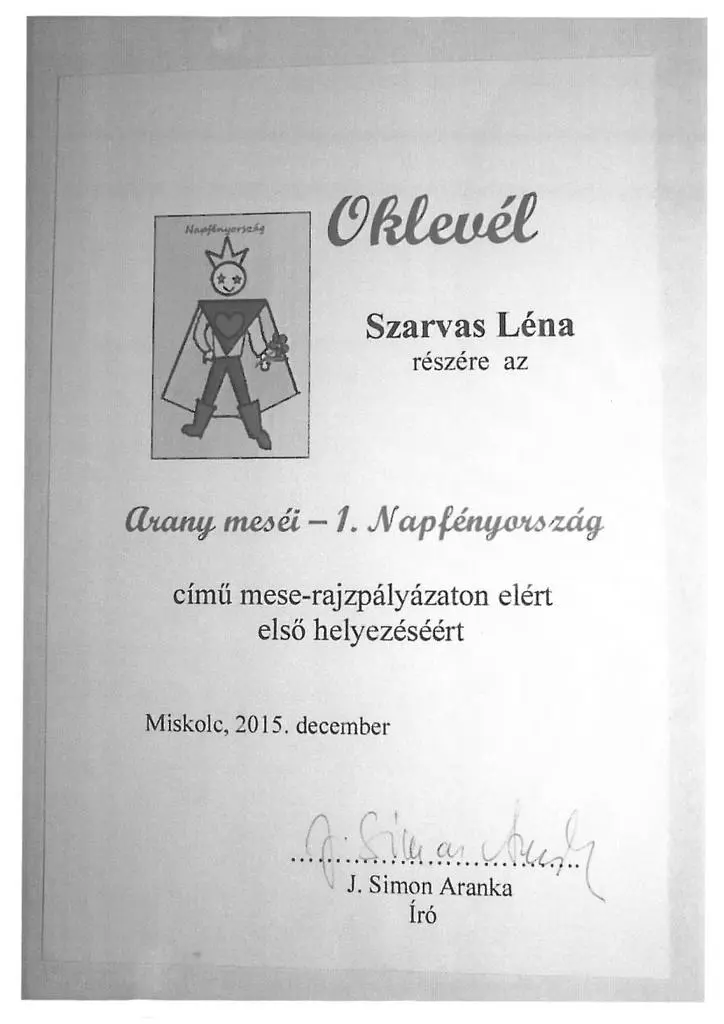 Oklevél
Napfényország
Szarvas Léna
részére az
Arany meséi – 1. Napfényország
című mese-rajzpályázaton elért
első helyezéséért
Miskolc, 2015. december
J. Simon Aranka
J. Simon Aranka
Író